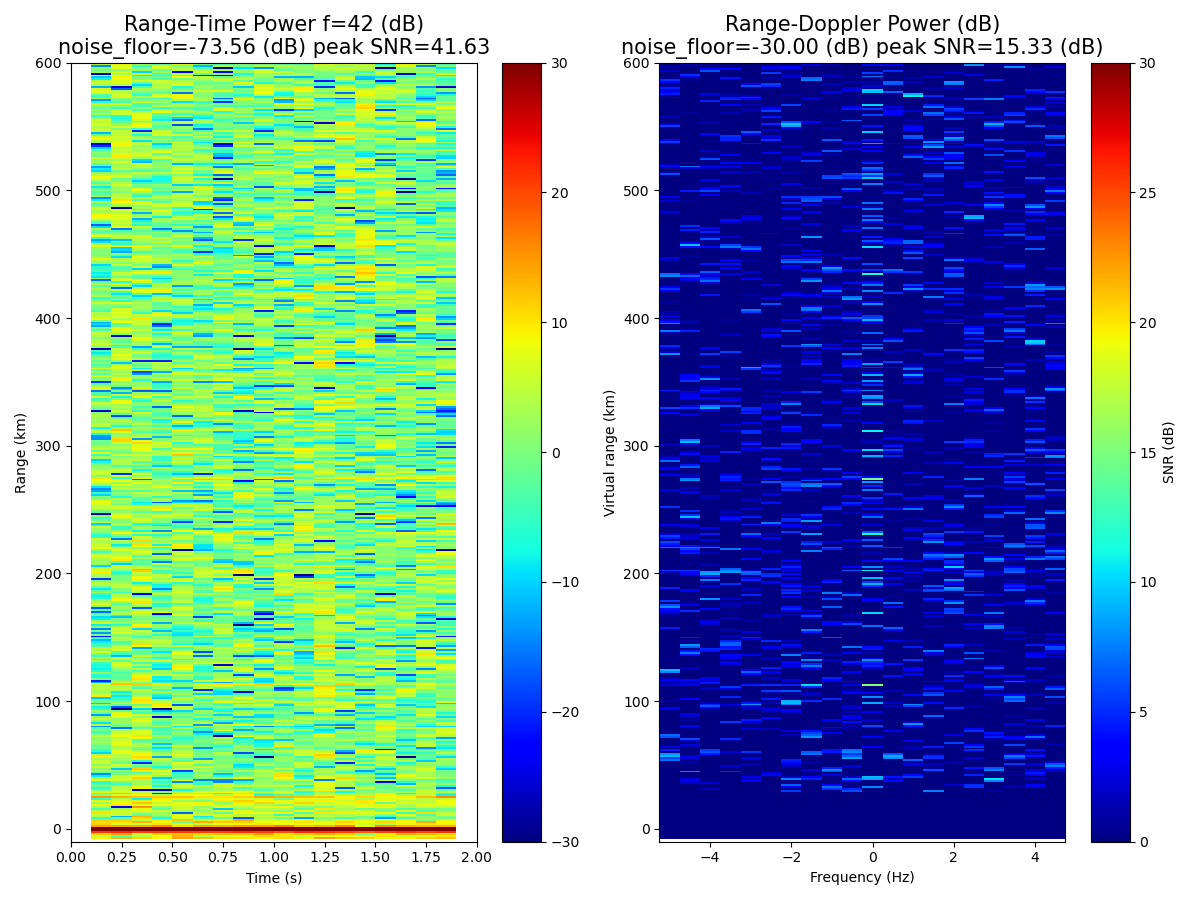 Range-Time Power f=42 (dB)
noise_floor=-73.56 (dB) peak SNR=41.63
Range (km)
600
500
400
300
200
100
0
0.00 0.25 0.50 0.75 1.00 1.25 1.50 1.75 2.00
Time (s)
30
20
10
0
−10
−20
−30
Range-Doppler Power (dB)
noise_floor=-30.00 (dB) peak SNR=15.33 (dB)
Virtual range (km)
600
500
400
300
200
100
0
−4 −2 0 2 4
Frequency (Hz)
30
25
20
15
10
5
0
SNR (dB)